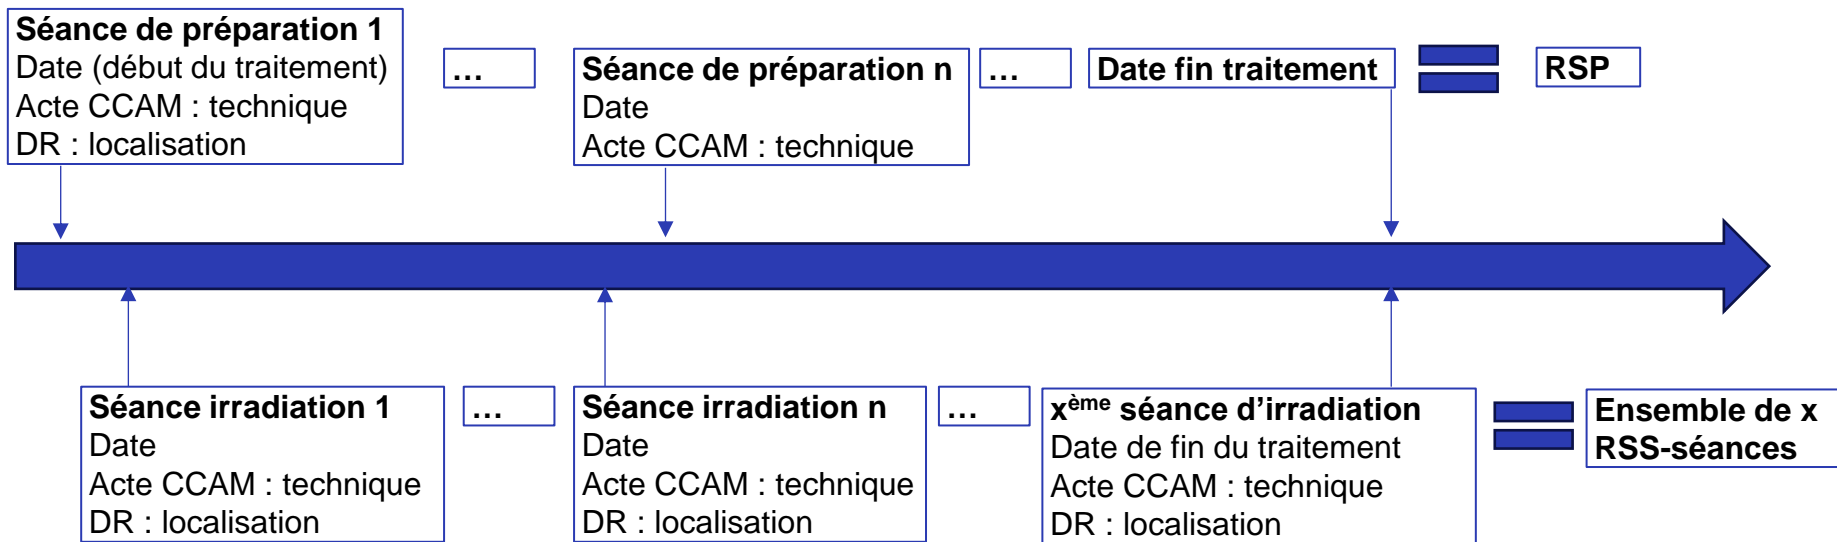 Séance de préparation 1
Date (début du traitement)
Acte CCAM : technique
DR : localisation
...
Séance de préparation n
Date
Acte CCAM : technique
...
Date fin traitement
RSP
Séance irradiation 1
Date
Acte CCAM : technique
DR : localisation
...
Séance irradiation n
Date
Acte CCAM : technique
DR : localisation
...
xème séance d’irradiation
Date de fin du traitement
Acte CCAM : technique
DR : localisation
Ensemble de x
RSS-séances